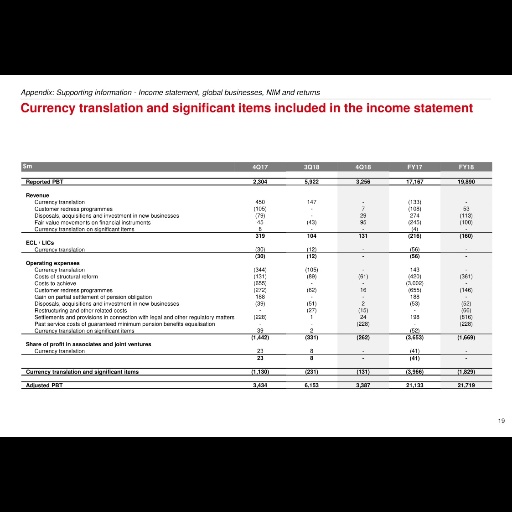 Appendix: Supporting information - Income statement, global businesses, NIM and returns
Currency translation and significant items included in the income statement
$m 4Q17 3Q18 4Q18 FY17 FY18
Reported PBT 2,304 5,922 3,256 17,167 19,890
Revenue
Currency translation 450 147 - (133) -
Customer redress programmes (105) - 7 (108) 53
Disposals, acquisitions and investment in new businesses (79) - 29 274 (113)
Fair value movements on financial instruments 45 (43) 95 (245) (100)
Currency translation on significant items 8 - - (4) -
319 104 131 (216) (160)
ECL / LICs
Currency translation (30) (12) - (56) -
(30) (12) - (56) -
Operating expenses
Currency translation (344) (105) - 143 -
Costs of structural reform (131) (89) (61) (420) (361)
Costs to achieve (655) - - (3,002) -
Customer redress programmes (272) (62) 16 (655) (146)
Gain on partial settlement of pension obligation 188 - - 188 -
Disposals, acquisitions and investment in new businesses (39) (51) 2 (53) (52)
Restructuring and other related costs - (27) (15) - (66)
Settlements and provisions in connection with legal and other regulatory matters (228) 1 24 198 (816)
Past service costs of guaranteed minimum pension benefits equalisation - - (228) - (228)
Currency translation on significant items 39 2 - (52) -
(1,442) (331) (262) (3,653) (1,669)
Share of profit in associates and joint ventures
Currency translation 23 8 - (41) -
23 8 - (41) -
Currency translation and significant items (1,130) (231) (131) (3,966) (1,829)
Adjusted PBT 3,434 6,153 3,387 21,133 21,719
19